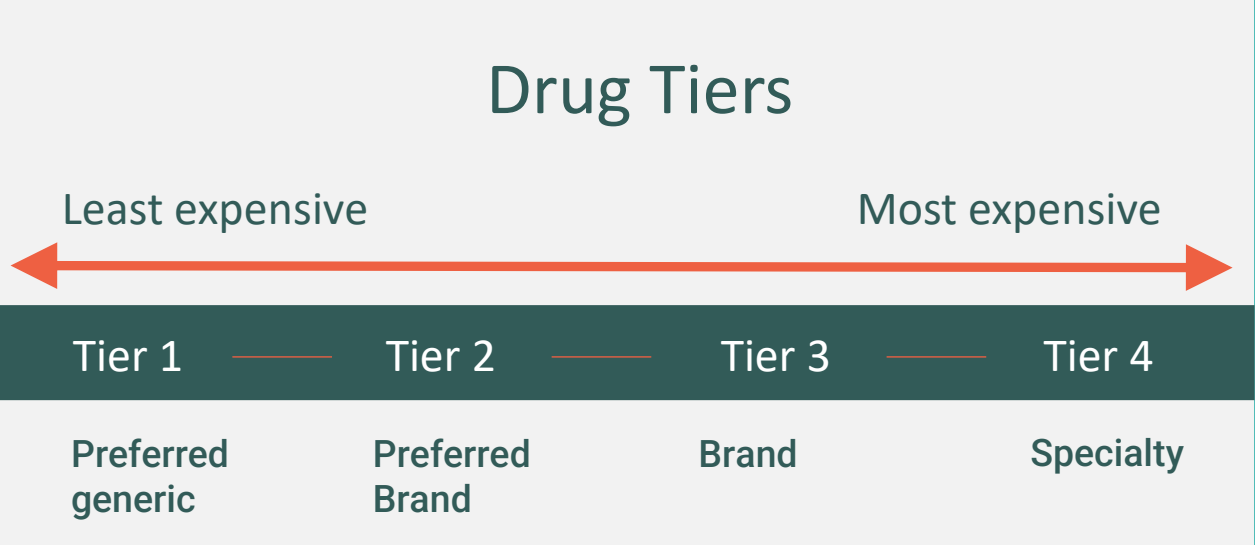 Drug Tiers
Least expensive Most expensive
Tier 1 Tier 2 Tier 3 Tier 4
Preferred generic
Preferred Brand
Brand
Specialty